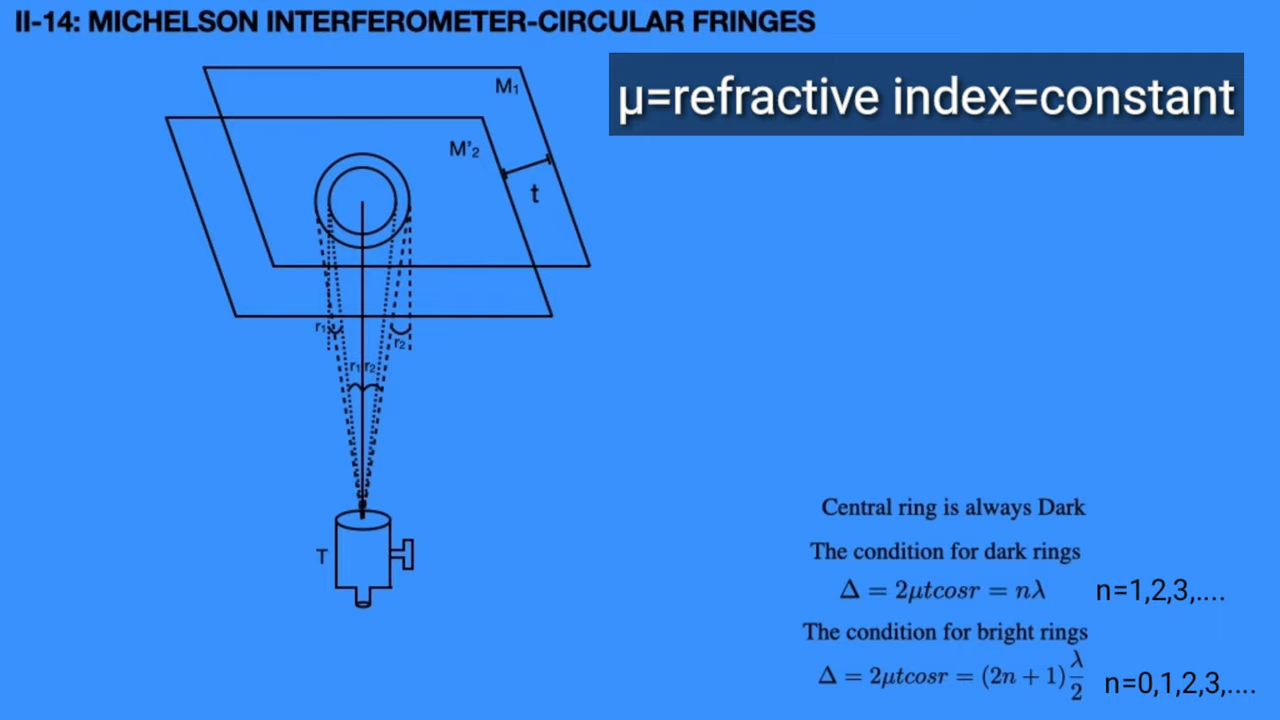 II-14: MICHELSON INTERFEROMETER-CIRCULAR FRINGES
M₁
μ=refractive index=constant
M'₂
t
r₁
r₂
r₁ r₂
T
Central ring is always Dark
The condition for dark rings
Δ = 2μtcosr = nλ n=1,2,3,....
The condition for bright rings
Δ = 2μtcosr = (2n + 1)λ/2 n=0,1,2,3,....